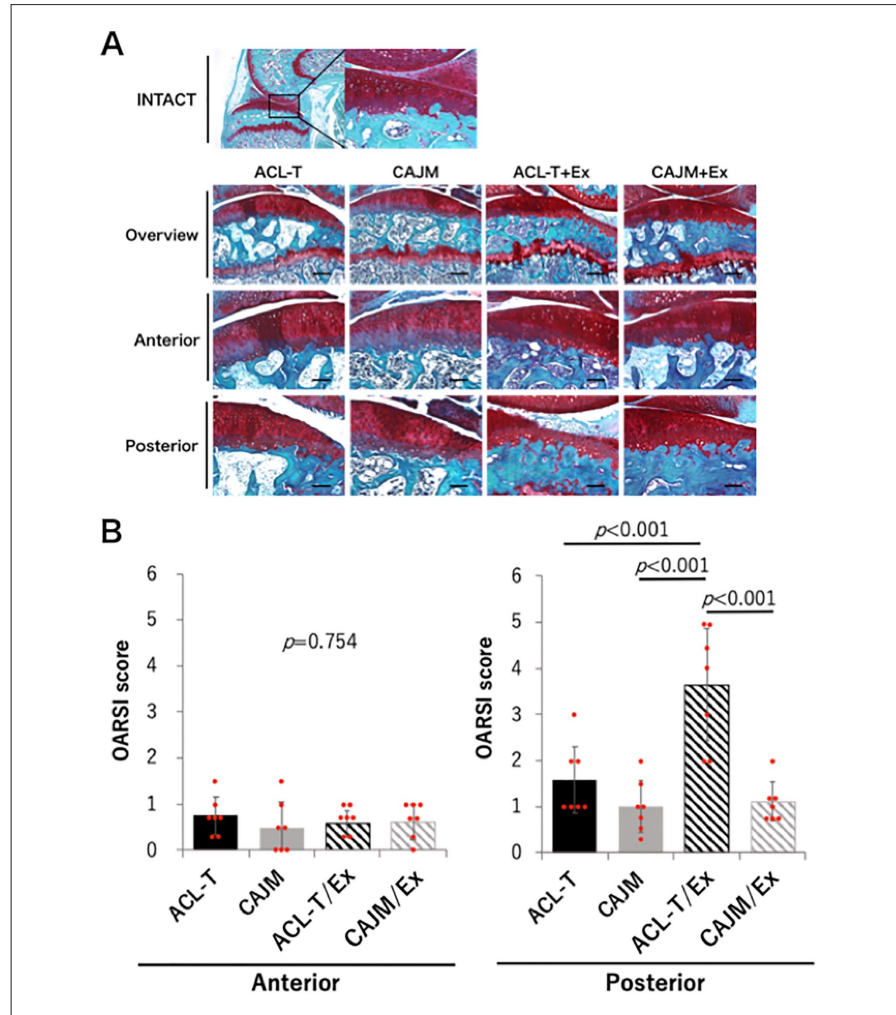 A
INTACT
ACL-T CAJM ACL-T+Ex CAJM+Ex
Overview
Anterior
Posterior
B
p<0.001
p<0.001
p<0.001
p=0.754
OARSI score
6
5
4
3
2
1
0
ACL-T CAJM ACL-T/Ex CAJM/Ex
Anterior
OARSI score
6
5
4
3
2
1
0
ACL-T CAJM ACL-T/Ex CAJM/Ex
Posterior